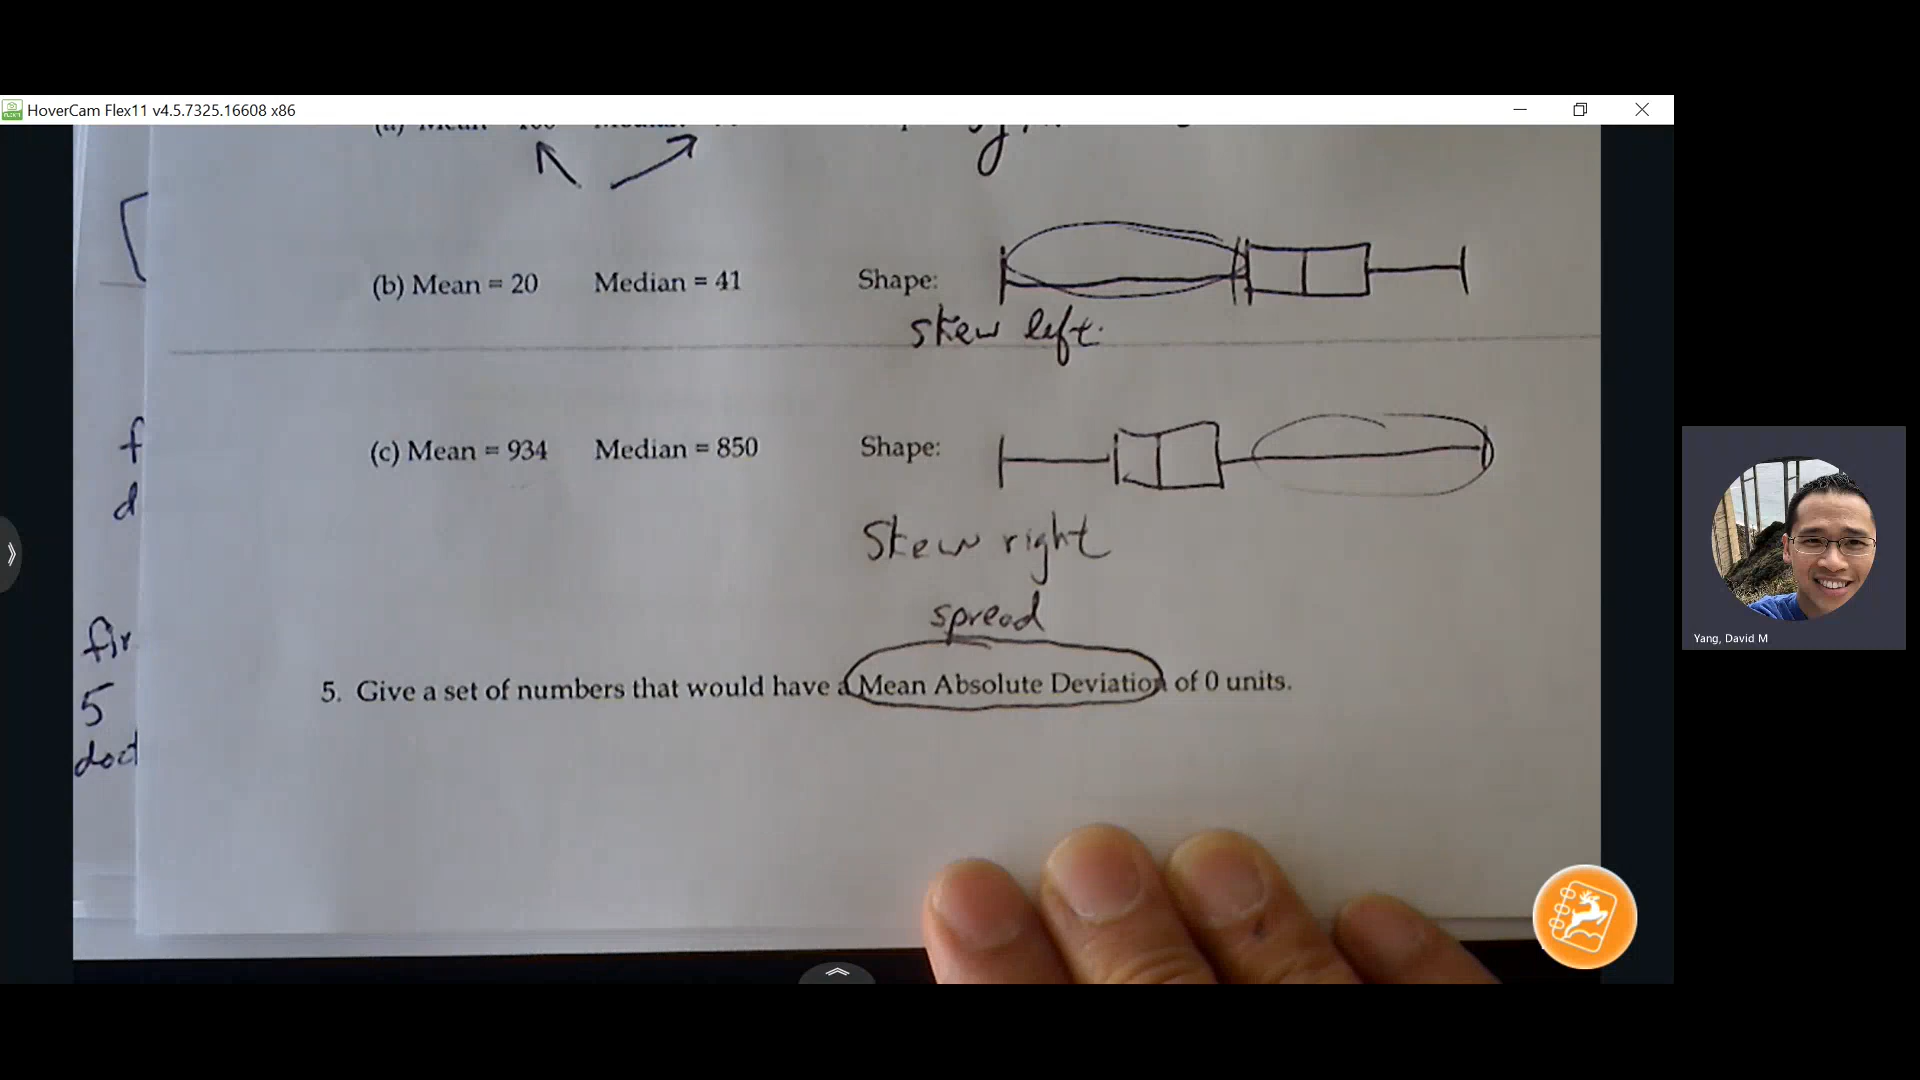 HoverCam Flex11 v4.5.7325.16608 x86
(b) Mean = 20 Median = 41 Shape:
skew left.
(c) Mean = 934 Median = 850 Shape:
Skew right
spread
5. Give a set of numbers that would have a Mean Absolute Deviation of 0 units.
f
d
fir
5
Yang, David M